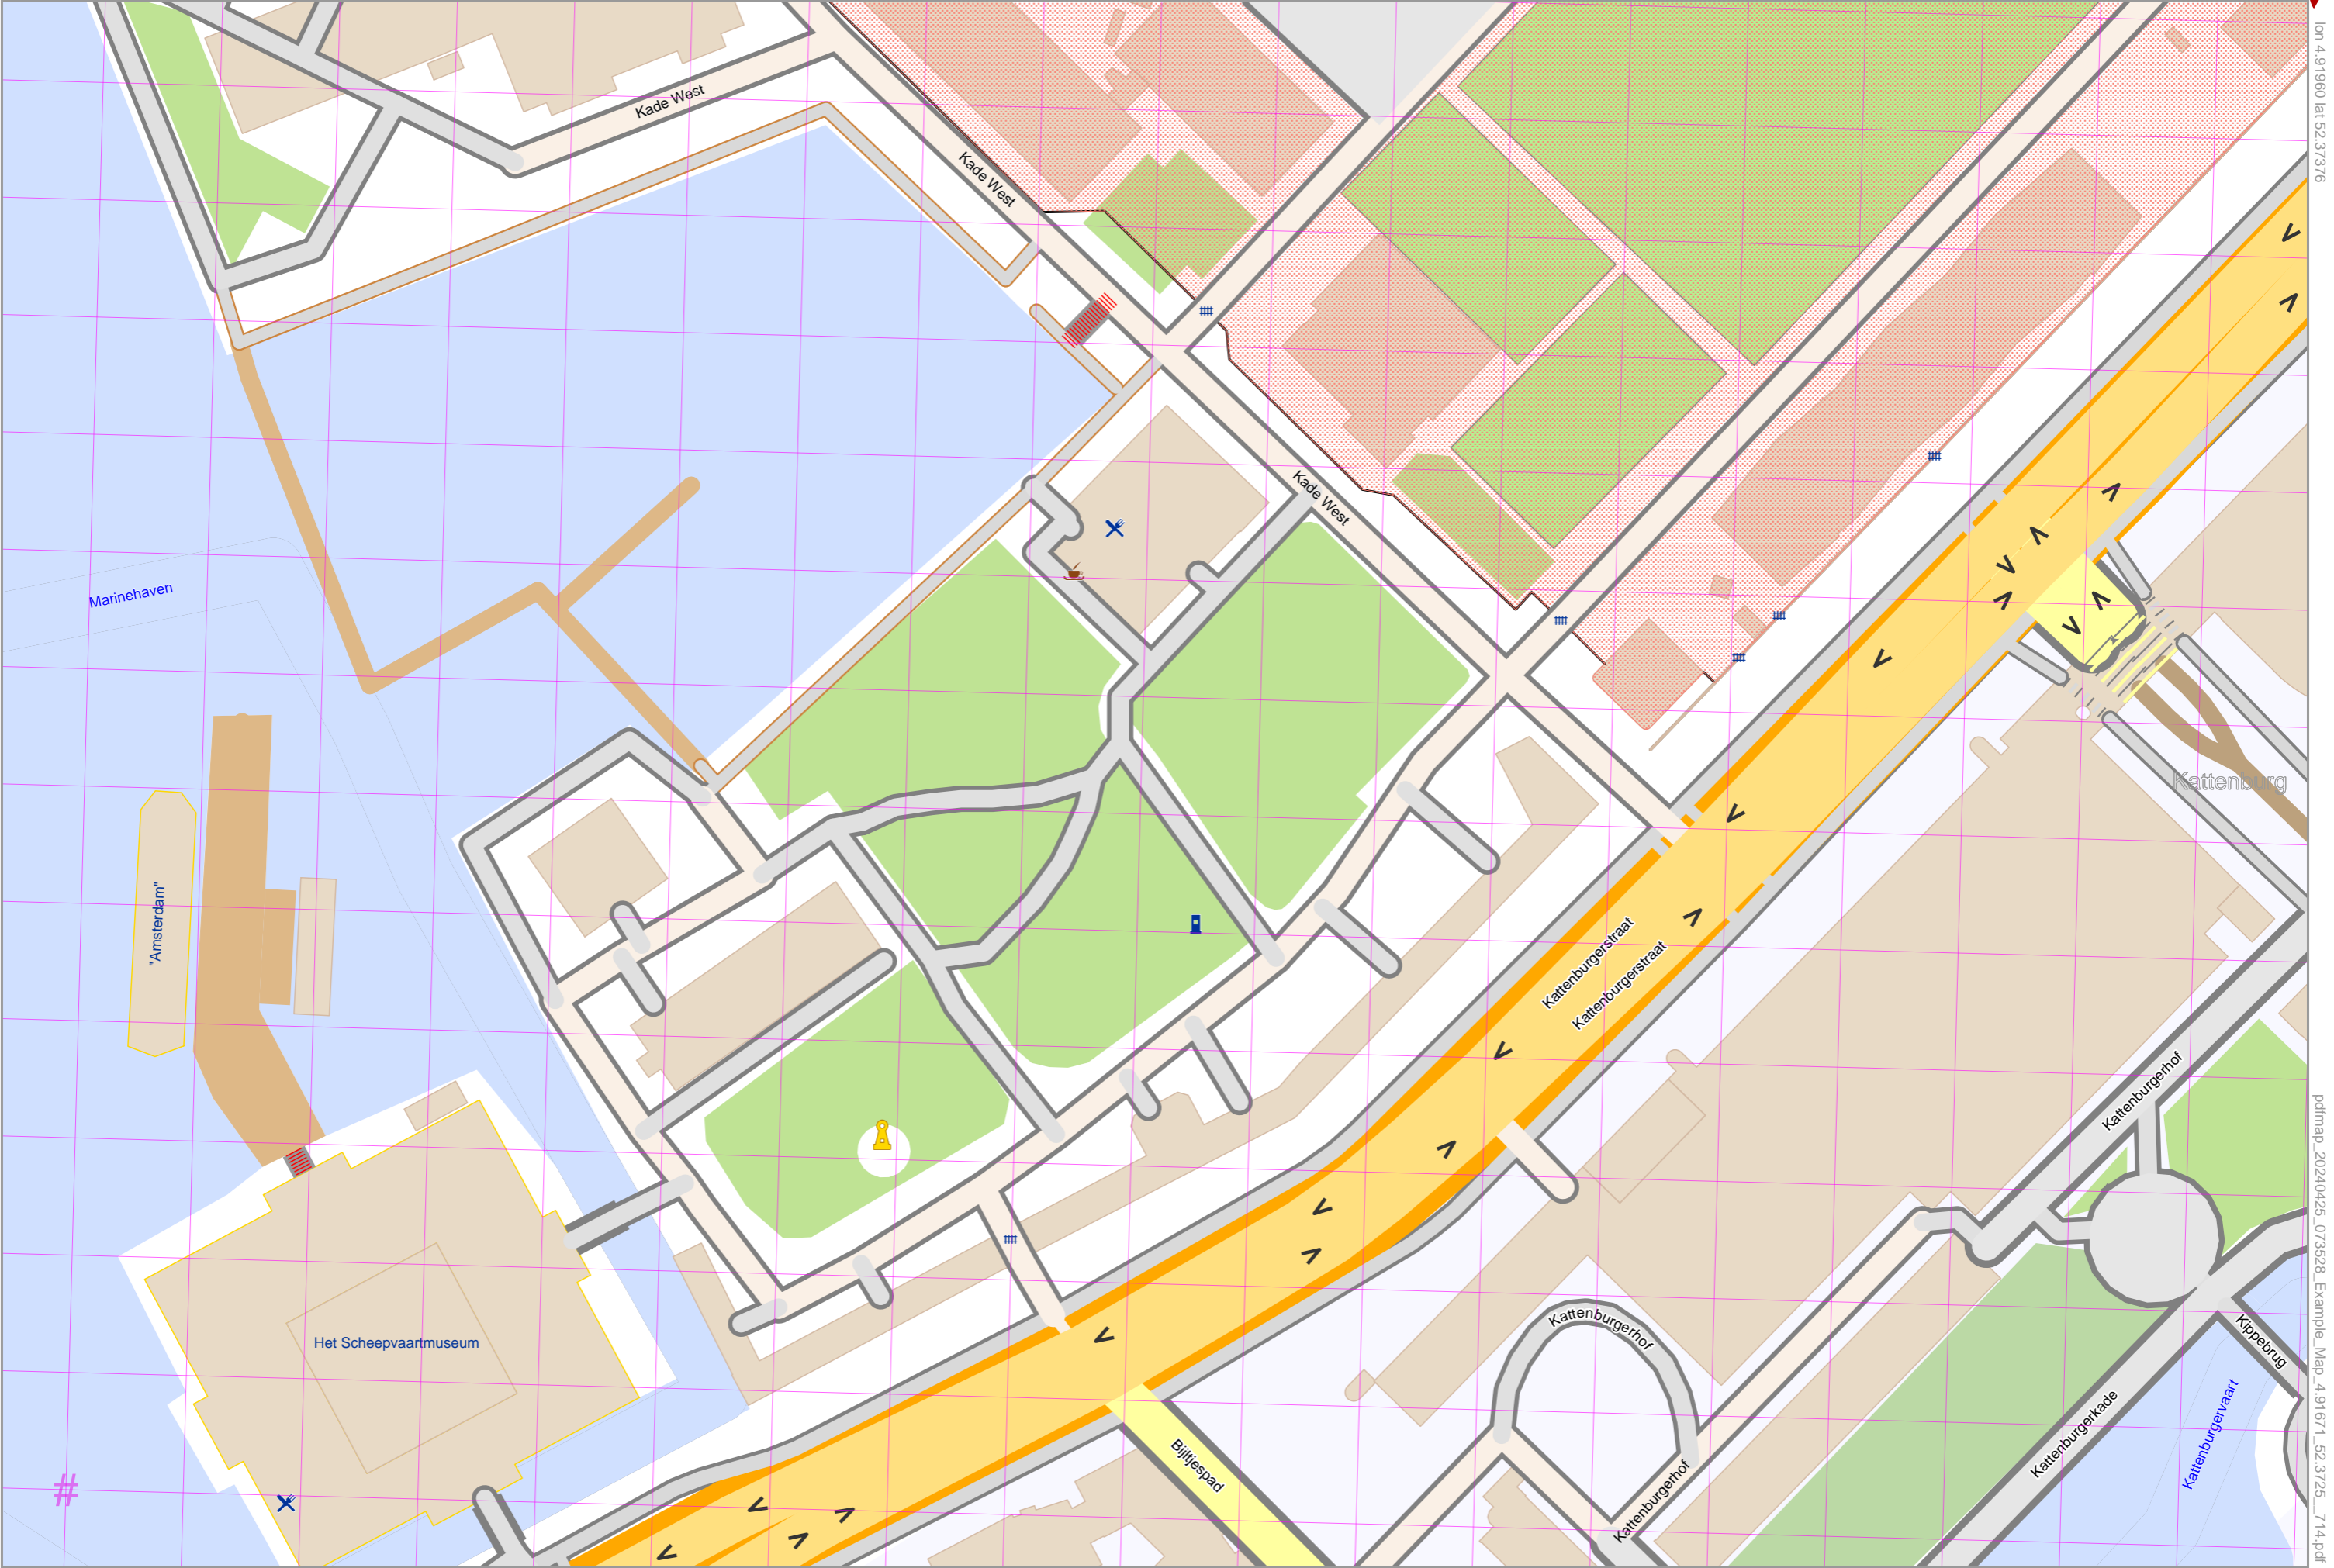 Kade West
Kade West
lon 4.91960 lat 52.37376
Kade West
Marinehaven
Kattenburg
"Amsterdam"
Kattenburgerstraat
Kattenburgerstraat
Kattenburgerhof
Het Scheepvaartmuseum
Kattenburgerhof
Kippebrug
Kattenburgerkade
Kattenburgervaart
Bijltjespad
Kattenburgerhof
#
pdfmap_20240425_073528_Example_Map_4.91671_52.3725__714.pdf